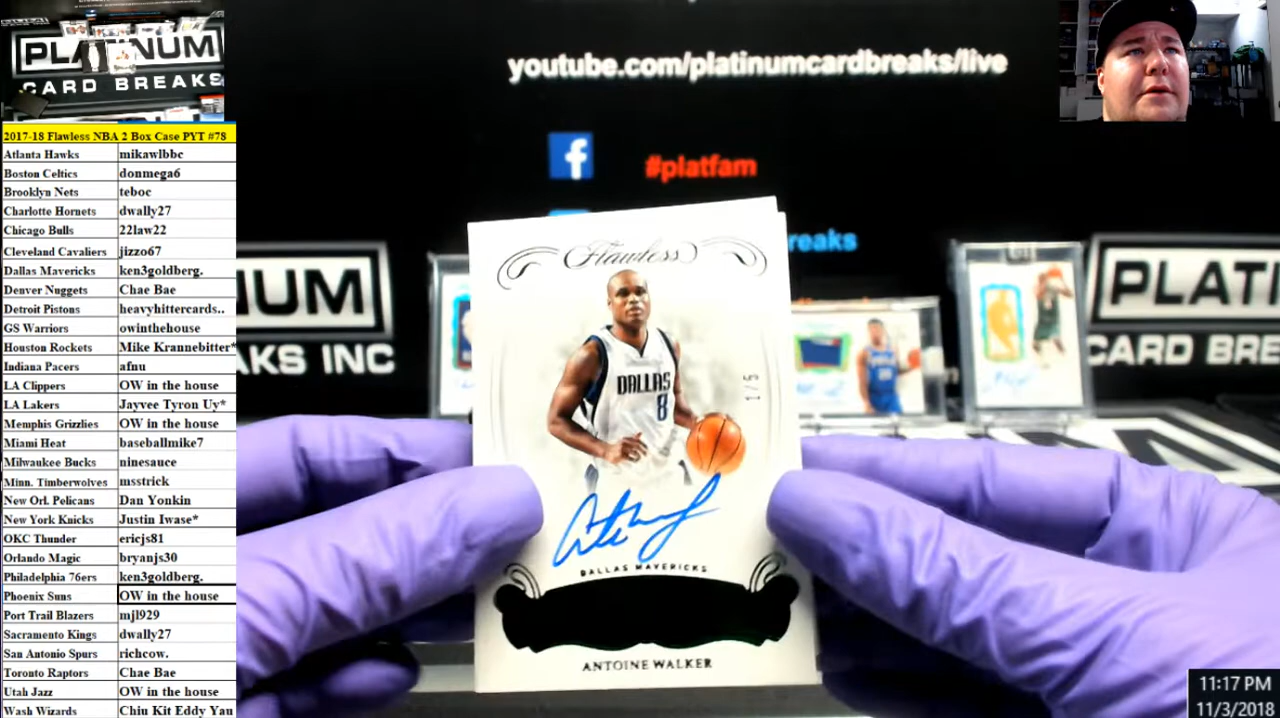 PLATINUM
CARD BREAKS
2017-18 Flawless NBA 2 Box Case PYT #78
Atlanta Hawks mikawlbbc
Boston Celtics donmega6
Brooklyn Nets teboc
Charlotte Hornets dwally27
Chicago Bulls 22law22
Cleveland Cavaliers jizzo67
Dallas Mavericks ken3goldberg.
Denver Nuggets Chae Bae
Detroit Pistons heavyhittercards..
GS Warriors owinthehouse
Houston Rockets Mike Krannebitter*
Indiana Pacers afnu
LA Clippers OW in the house
LA Lakers Jayvee Tyron Uy*
Memphis Grizzlies OW in the house
Miami Heat baseballmike7
Milwaukee Bucks ninesauce
Minn. Timberwolves msstrick
New Orl. Pelicans Dan Yonkin
New York Knicks Justin Iwase*
OKC Thunder ericjs81
Orlando Magic bryanjs30
Philadelphia 76ers ken3goldberg.
Phoenix Suns OW in the house
Port Trail Blazers mjl929
Sacramento Kings dwally27
San Antonio Spurs richcow.
Toronto Raptors Chae Bae
Utah Jazz OW in the house
Wash Wizards Chiu Kit Eddy Yau
youtube.com/platinumcardbreaks/live
f #platfam
reaks
NUM
AKS INC
PLATI
CARD BRE
Flawless
DALLAS
8
1/5
DALLAS MAVERICKS
ANTOINE WALKER
11:17 PM
11/3/2018